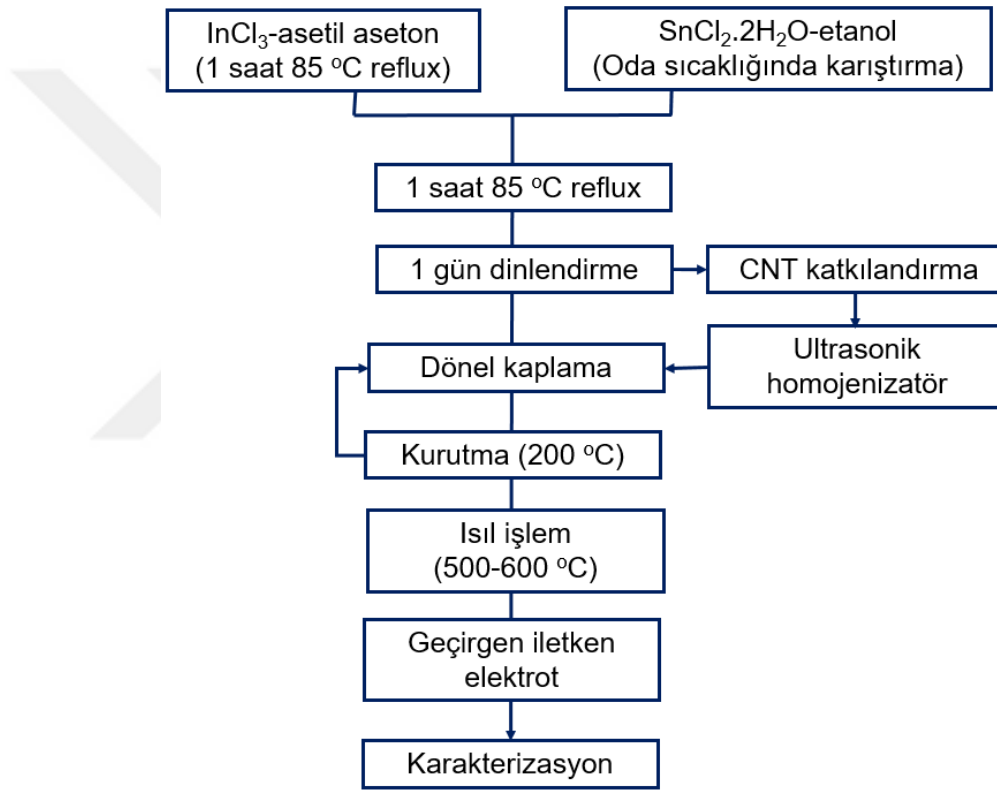 InCl₃-asetil aseton
(1 saat 85 ᵒC reflux)
SnCl₂.2H₂O-etanol
(Oda sıcaklığında karıştırma)
1 saat 85 ᵒC reflux
1 gün dinlendirme
CNT katkılandırma
Ultrasonik
homojenizatör
Dönel kaplama
Kurutma (200 ᵒC)
Isıl işlem
(500-600 ᵒC)
Geçirgen iletken
elektrot
Karakterizasyon